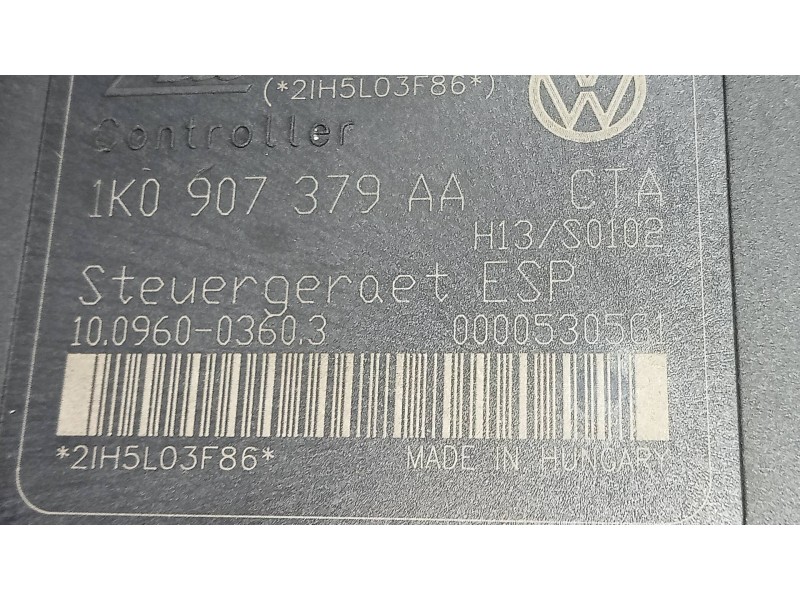 (*2IH5L03F86*)
Controller
1K0 907 379 AA CTA
H13/S0102
Steuergeraet ESP
10.0960-0360.3 00005305G1
*2IH5L03F86* MADE IN HUNGARY